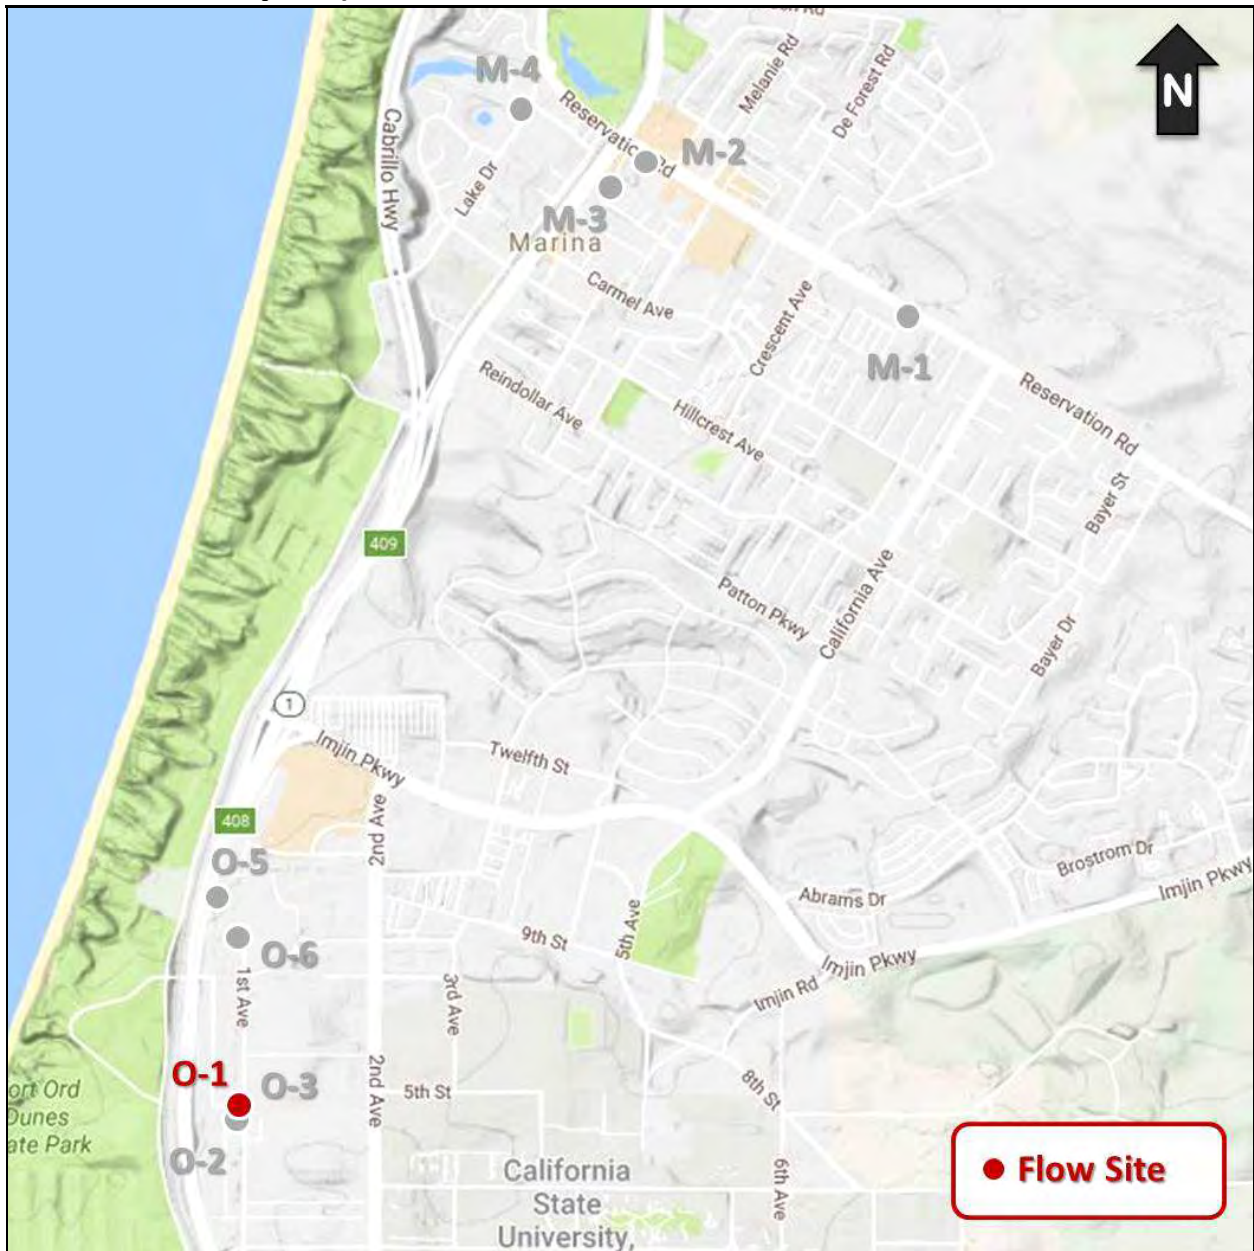 M-4
Melanie Rd
De Forest Rd
N
Cabrillo Hwy
Reservation Rd
M-2
Lake Dr
M-3
Marina
Carmel Ave
Crescent Ave
M-1
Reindollar Ave
Hillcrest Ave
Reservation Rd
Bayer St
409
Patton Pkwy
California Ave
Bayer Dr
1
Imjin Pkwy
Twelfth St
2nd Ave
408
O-5
Abrams Dr
Brostrom Dr
Imjin Pkwy
9th St
5th Ave
O-6
Imjin Pkwy
Imjin Rd
1st Ave
3rd Ave
O-1
O-3
ort Ord
Dunes
ate Park
2nd Ave
5th St
8th St
O-2
6th Ave
California
State
University,
Flow Site